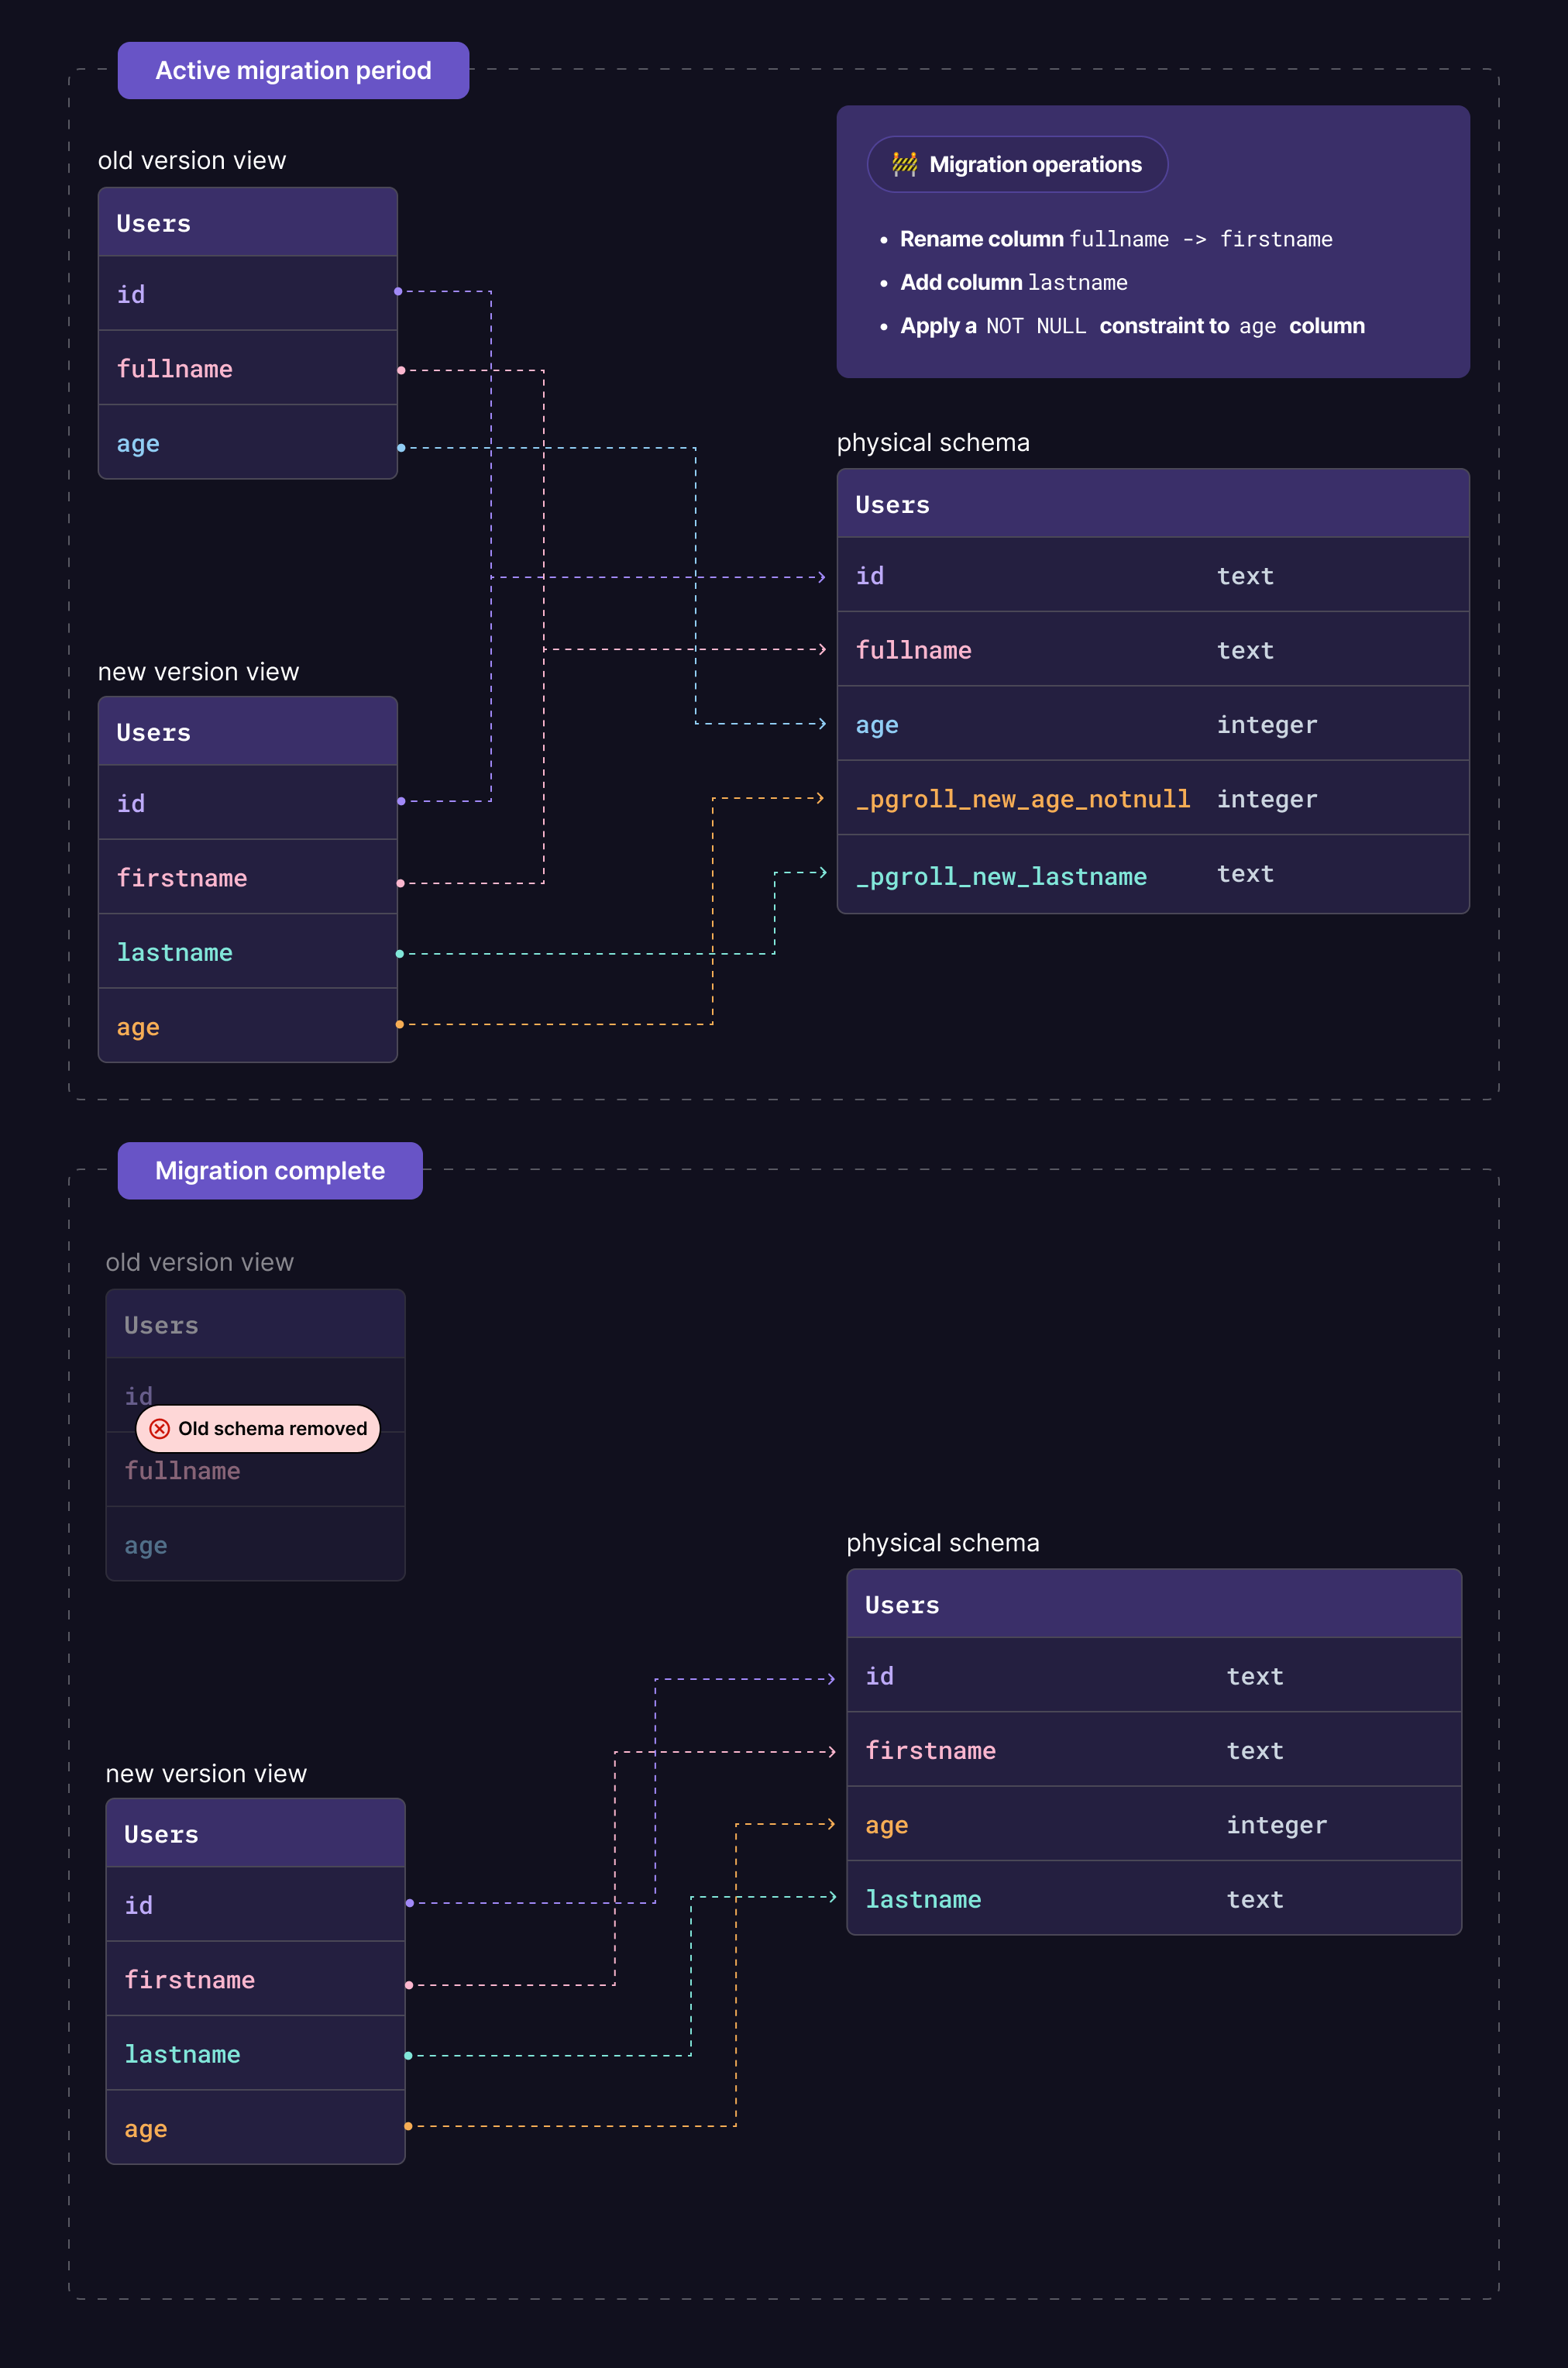 Active migration period
old version view
Users
id
fullname
age
🚧 Migration operations
• Rename column fullname -> firstname
• Add column lastname
• Apply a NOT NULL constraint to age column
physical schema
Users
id text
fullname text
age integer
_pgroll_new_age_notnull integer
_pgroll_new_lastname text
new version view
Users
id
firstname
lastname
age
Migration complete
old version view
Users
id
Old schema removed
fullname
age
physical schema
Users
id text
firstname text
age integer
lastname text
new version view
Users
id
firstname
lastname
age